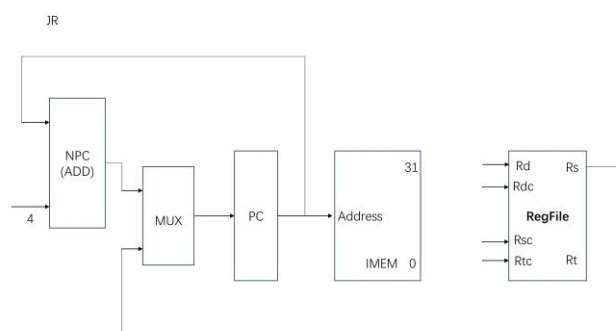 JR
NPC
(ADD)
4
MUX
PC
31
Address
IMEM 0
Rd Rs
Rdc
RegFile
Rsc
Rtc Rt